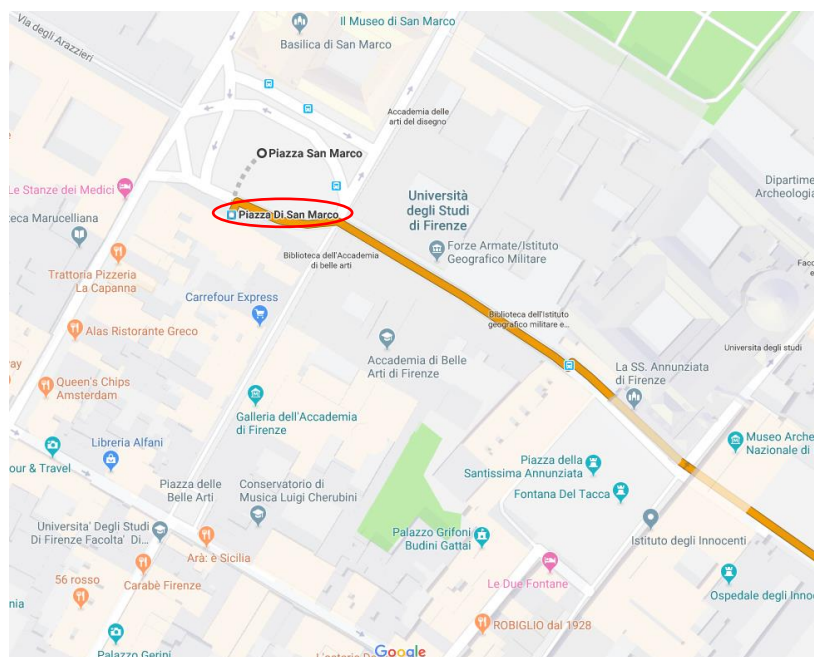 Via degli Arazzieri
Il Museo di San Marco
Basilica di San Marco
Accademia delle
arti del disegno
Piazza San Marco
Le Stanze dei Medici
Piazza Di San Marco
Università
degli Studi
di Firenze
Dipartime
Archeologia
teca Marucelliana
Forze Armate/Istituto
Geografico Militare
Biblioteca dell'Accademia
di belle arti
Trattoria Pizzeria
La Capanna
Carrefour Express
Biblioteca dell'Istituto
geografico militare e...
Alas Ristorante Greco
Universita degli studi
Accademia di Belle
Arti di Firenze
La SS. Annunziata
di Firenze
Queen's Chips
Amsterdam
Galleria dell'Accademia
di Firenze
Libreria Alfani
our & Travel
Museo Arche
Nazionale di
Piazza della
Santissima Annunziata
Fontana Del Tacca
Piazza delle
Belle Arti
Conservatorio di
Musica Luigi Cherubini
Universita' Degli Studi
Di Firenze Facolta' Di...
Palazzo Grifoni
Budini Gattai
Istituto degli Innocenti
Arà: è Sicilia
56 rosso
Carabè Firenze
Le Due Fontane
Ospedale degli Inno
nia
ROBIGLIO dal 1928
Palazzo Gerini
Google